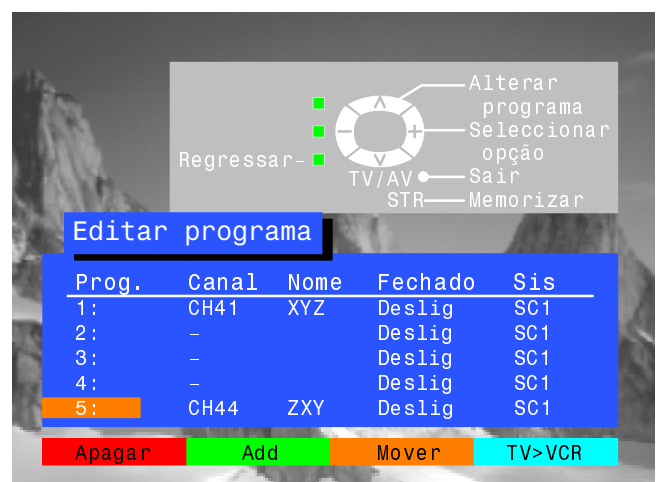 Alterar
programa
Seleccionar
opção
Regressar
TV/AV Sair
STR Memorizar
Editar programa
Prog. Canal Nome Fechado Sis
1: CH41 XYZ Deslig SC1
2: – Deslig SC1
3: – Deslig SC1
4: – Deslig SC1
5: CH44 ZXY Deslig SC1
Apagar Add Mover TV>VCR